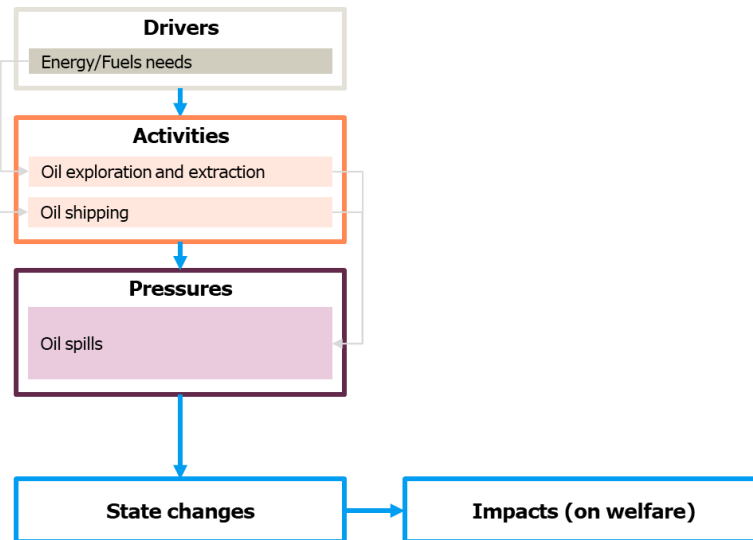 Drivers
Energy/Fuels needs
Activities
Oil exploration and extraction
Oil shipping
Pressures
Oil spills
State changes
Impacts (on welfare)